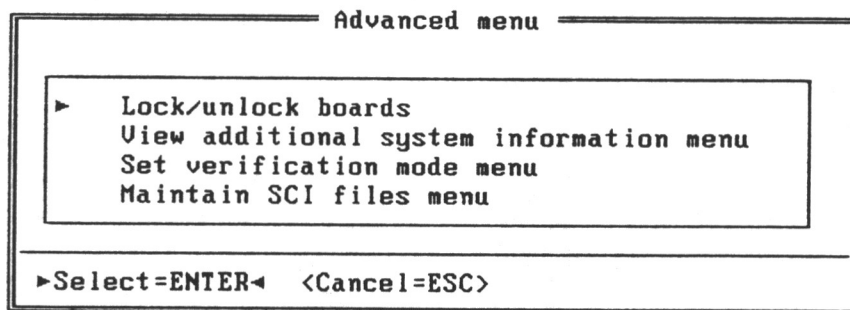 Advanced menu
► Lock/unlock boards
View additional system information menu
Set verification mode menu
Maintain SCI files menu
►Select=ENTER◄ <Cancel=ESC>